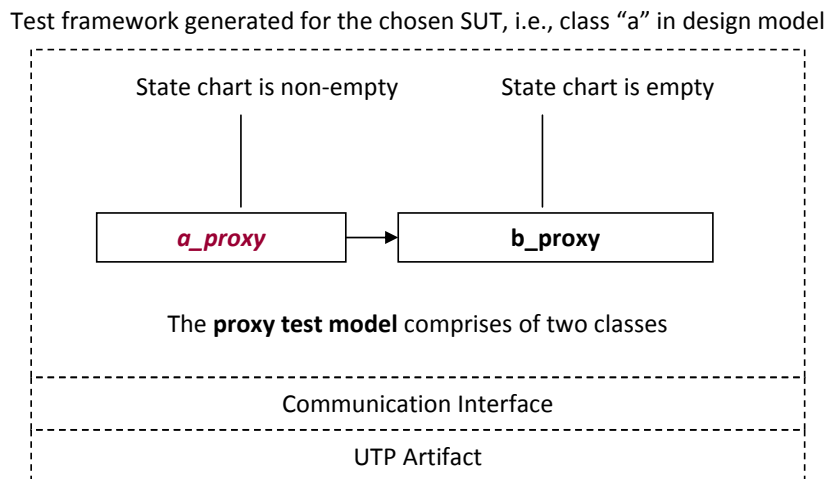 Test framework generated for the chosen SUT, i.e., class “a” in design model
State chart is non-empty
State chart is empty
a_proxy
b_proxy
The proxy test model comprises of two classes
Communication Interface
UTP Artifact